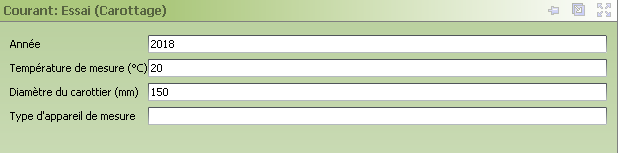 Courant: Essai (Carottage)
Année 2018
Température de mesure (°C) 20
Diamètre du carottier (mm) 150
Type d'appareil de mesure